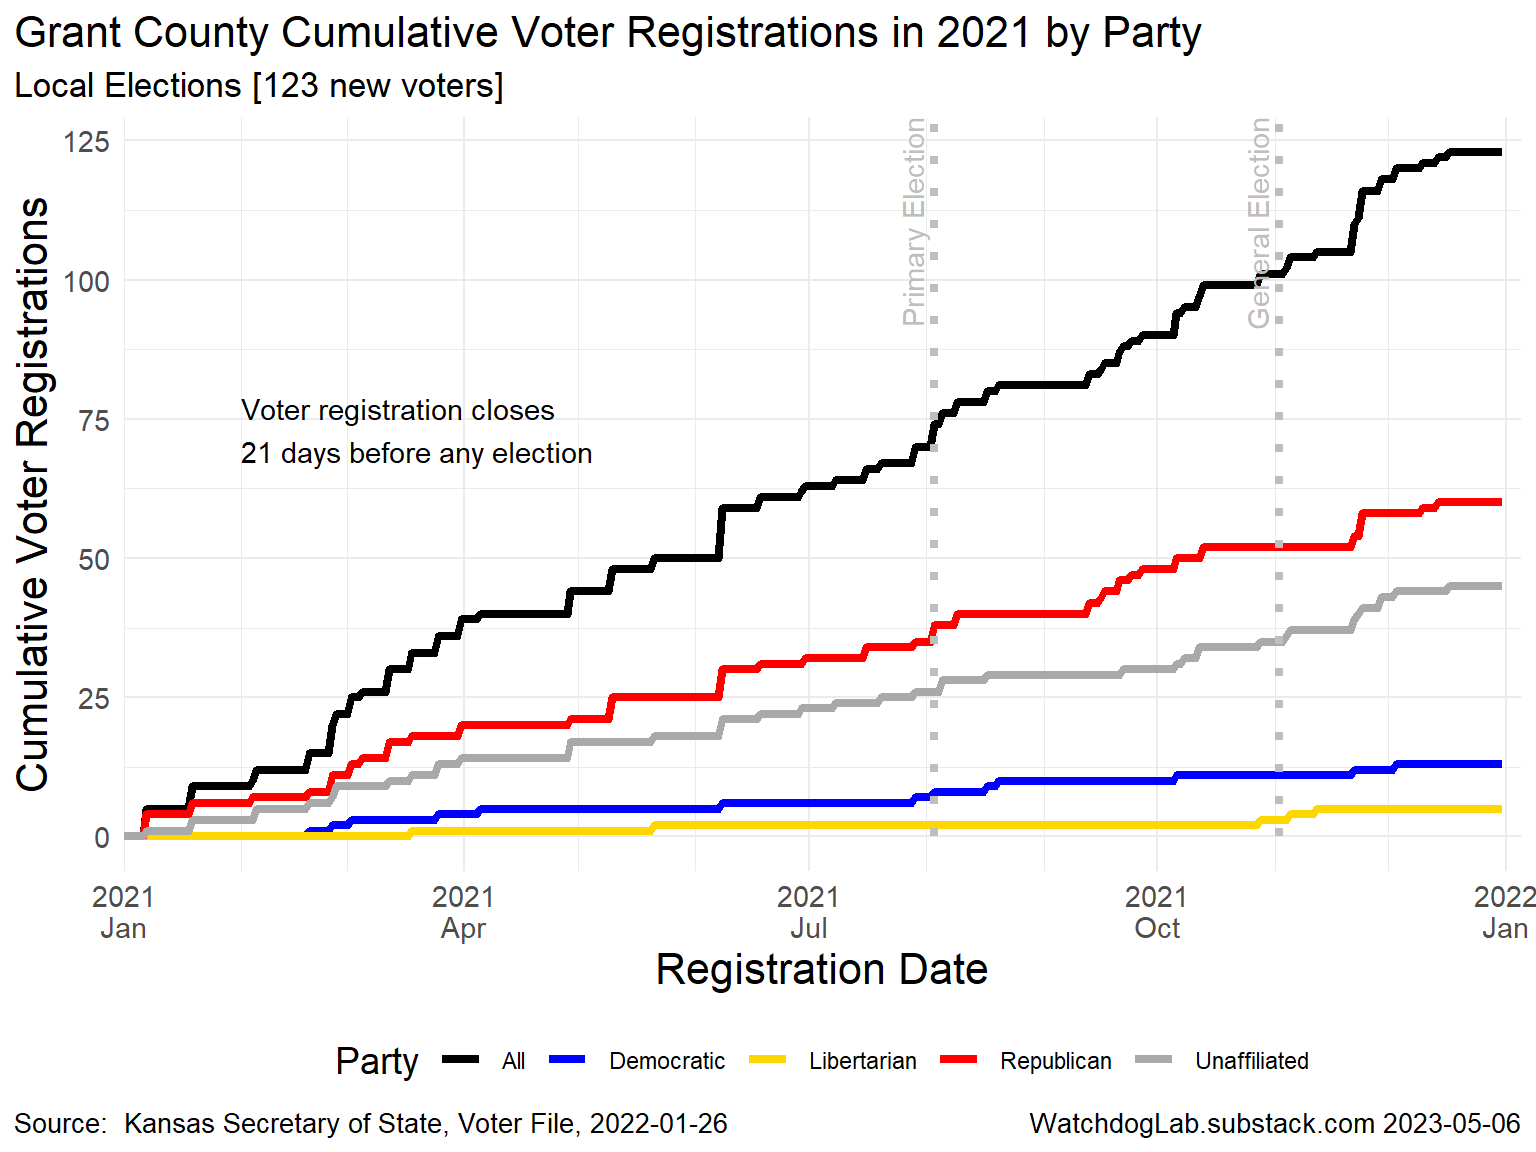 Grant County Cumulative Voter Registrations in 2021 by Party
Local Elections [123 new voters]
Cumulative Voter Registrations
125
100
75
50
25
0
Primary Election
General Election
Voter registration closes
21 days before any election
2021
Jan
2021
Apr
2021
Jul
2021
Oct
2022
Jan
Registration Date
Party
All
Democratic
Libertarian
Republican
Unaffiliated
Source:  Kansas Secretary of State, Voter File, 2022-01-26
WatchdogLab.substack.com 2023-05-06